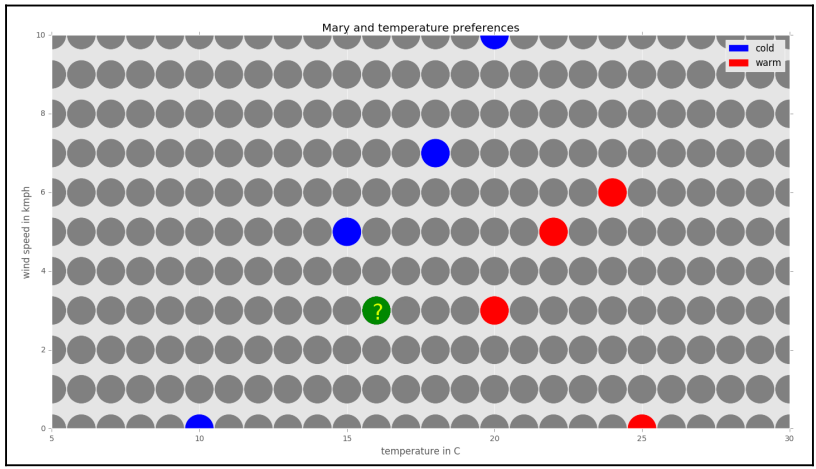 Mary and temperature preferences
10
cold
warm
8
6
wind speed in kmph
4
?
2
0
5
10
15
20
25
30
temperature in C